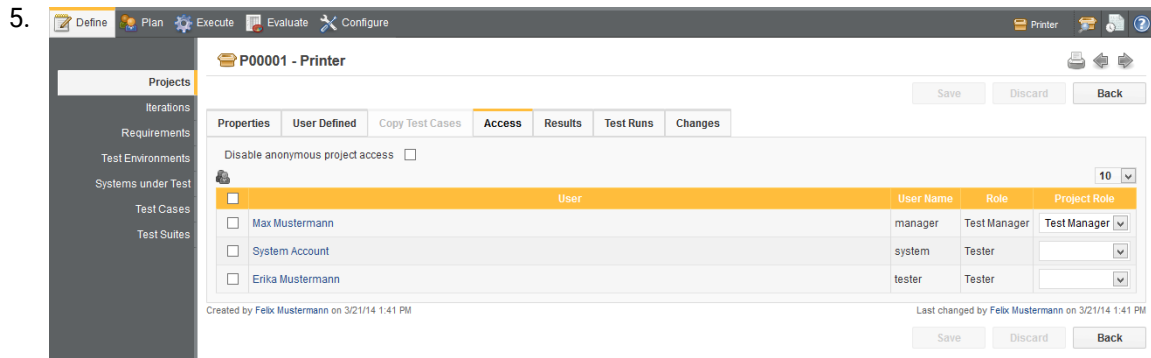 5.
Define Plan Execute Evaluate Configure Printer
P00001 - Printer
Projects
Iterations
Requirements
Test Environments
Systems under Test
Test Cases
Test Suites
Save Discard Back
Properties User Defined Copy Test Cases Access Results Test Runs Changes
Disable anonymous project access
10
User User Name Role Project Role
Max Mustermann manager Test Manager Test Manager
System Account system Tester
Erika Mustermann tester Tester
Created by Felix Mustermann on 3/21/14 1:41 PM Last changed by Felix Mustermann on 3/21/14 1:41 PM
Save Discard Back